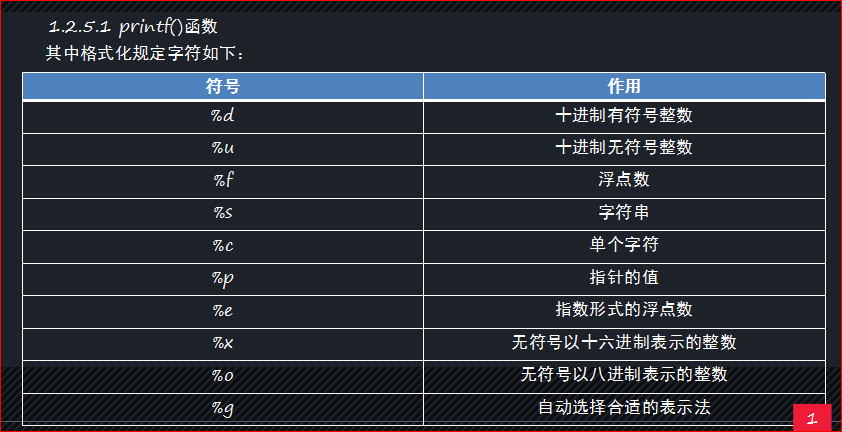 1.2.5.1 printf()函数
其中格式化规定字符如下：
符号 作用
%d 十进制有符号整数
%u 十进制无符号整数
%f 浮点数
%s 字符串
%c 单个字符
%p 指针的值
%e 指数形式的浮点数
%x 无符号以十六进制表示的整数
%o 无符号以八进制表示的整数
%g 自动选择合适的表示法
1